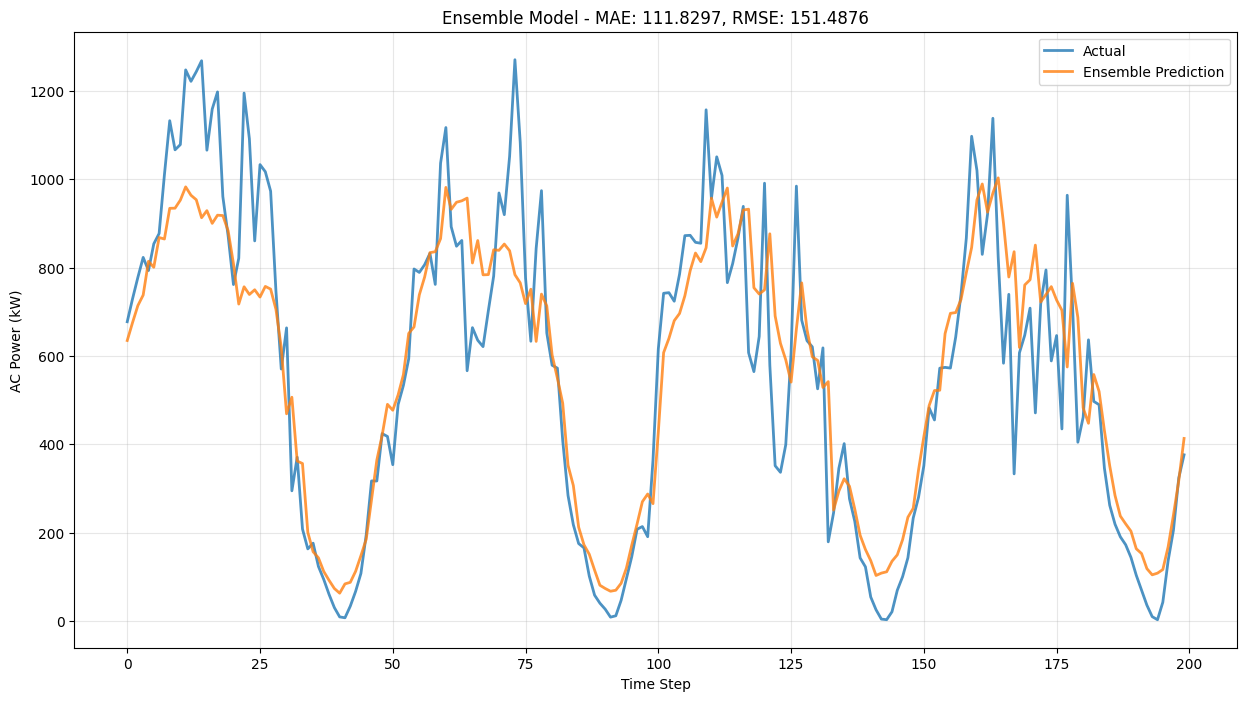 Ensemble Model - MAE: 111.8297, RMSE: 151.4876
Actual
Ensemble Prediction
AC Power (kW)
1200
1000
800
600
400
200
0
0 25 50 75 100 125 150 175 200
Time Step